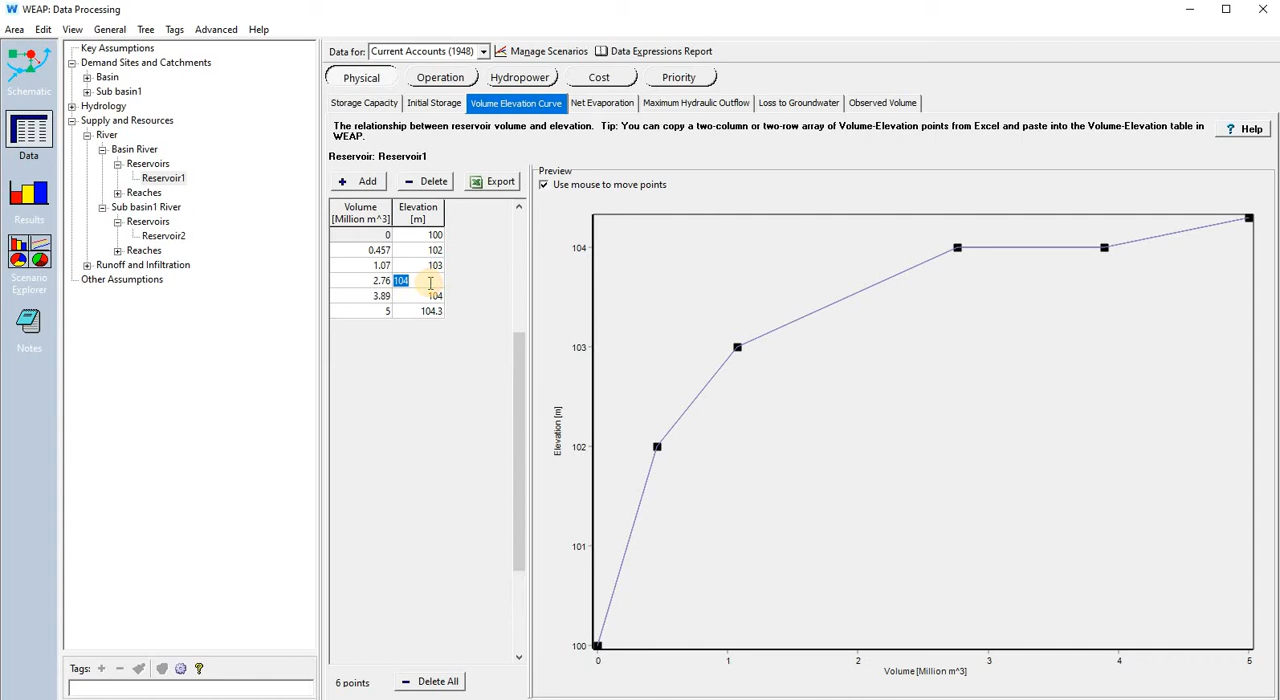 WEAP: Data Processing
Area Edit View General Tree Tags Advanced Help
Schematic
Data
Results
Scenario
Explorer
Notes
Key Assumptions
Demand Sites and Catchments
Basin
Sub basin1
Hydrology
Supply and Resources
River
Basin River
Reservoirs
Reservoir1
Reaches
Sub basin1 River
Reservoirs
Reservoir2
Reaches
Runoff and Infiltration
Other Assumptions
Tags:
Data for: Current Accounts (1948) Manage Scenarios Data Expressions Report
Physical Operation Hydropower Cost Priority
Storage Capacity Initial Storage Volume Elevation Curve Net Evaporation Maximum Hydraulic Outflow Loss to Groundwater Observed Volume
The relationship between reservoir volume and elevation. Tip: You can copy a two-column or two-row array of Volume-Elevation points from Excel and paste into the Volume-Elevation table in
WEAP.
? Help
Reservoir: Reservoir1
+ Add − Delete Export
Volume Elevation
[Million m^3] [m]
0 100
0.457 102
1.07 103
2.76 104
3.89 104
5 104.3
6 points − Delete All
Preview
Use mouse to move points
Elevation [m]
104
103
102
101
100
0 1 2 3 4 5
Volume [Million m^3]